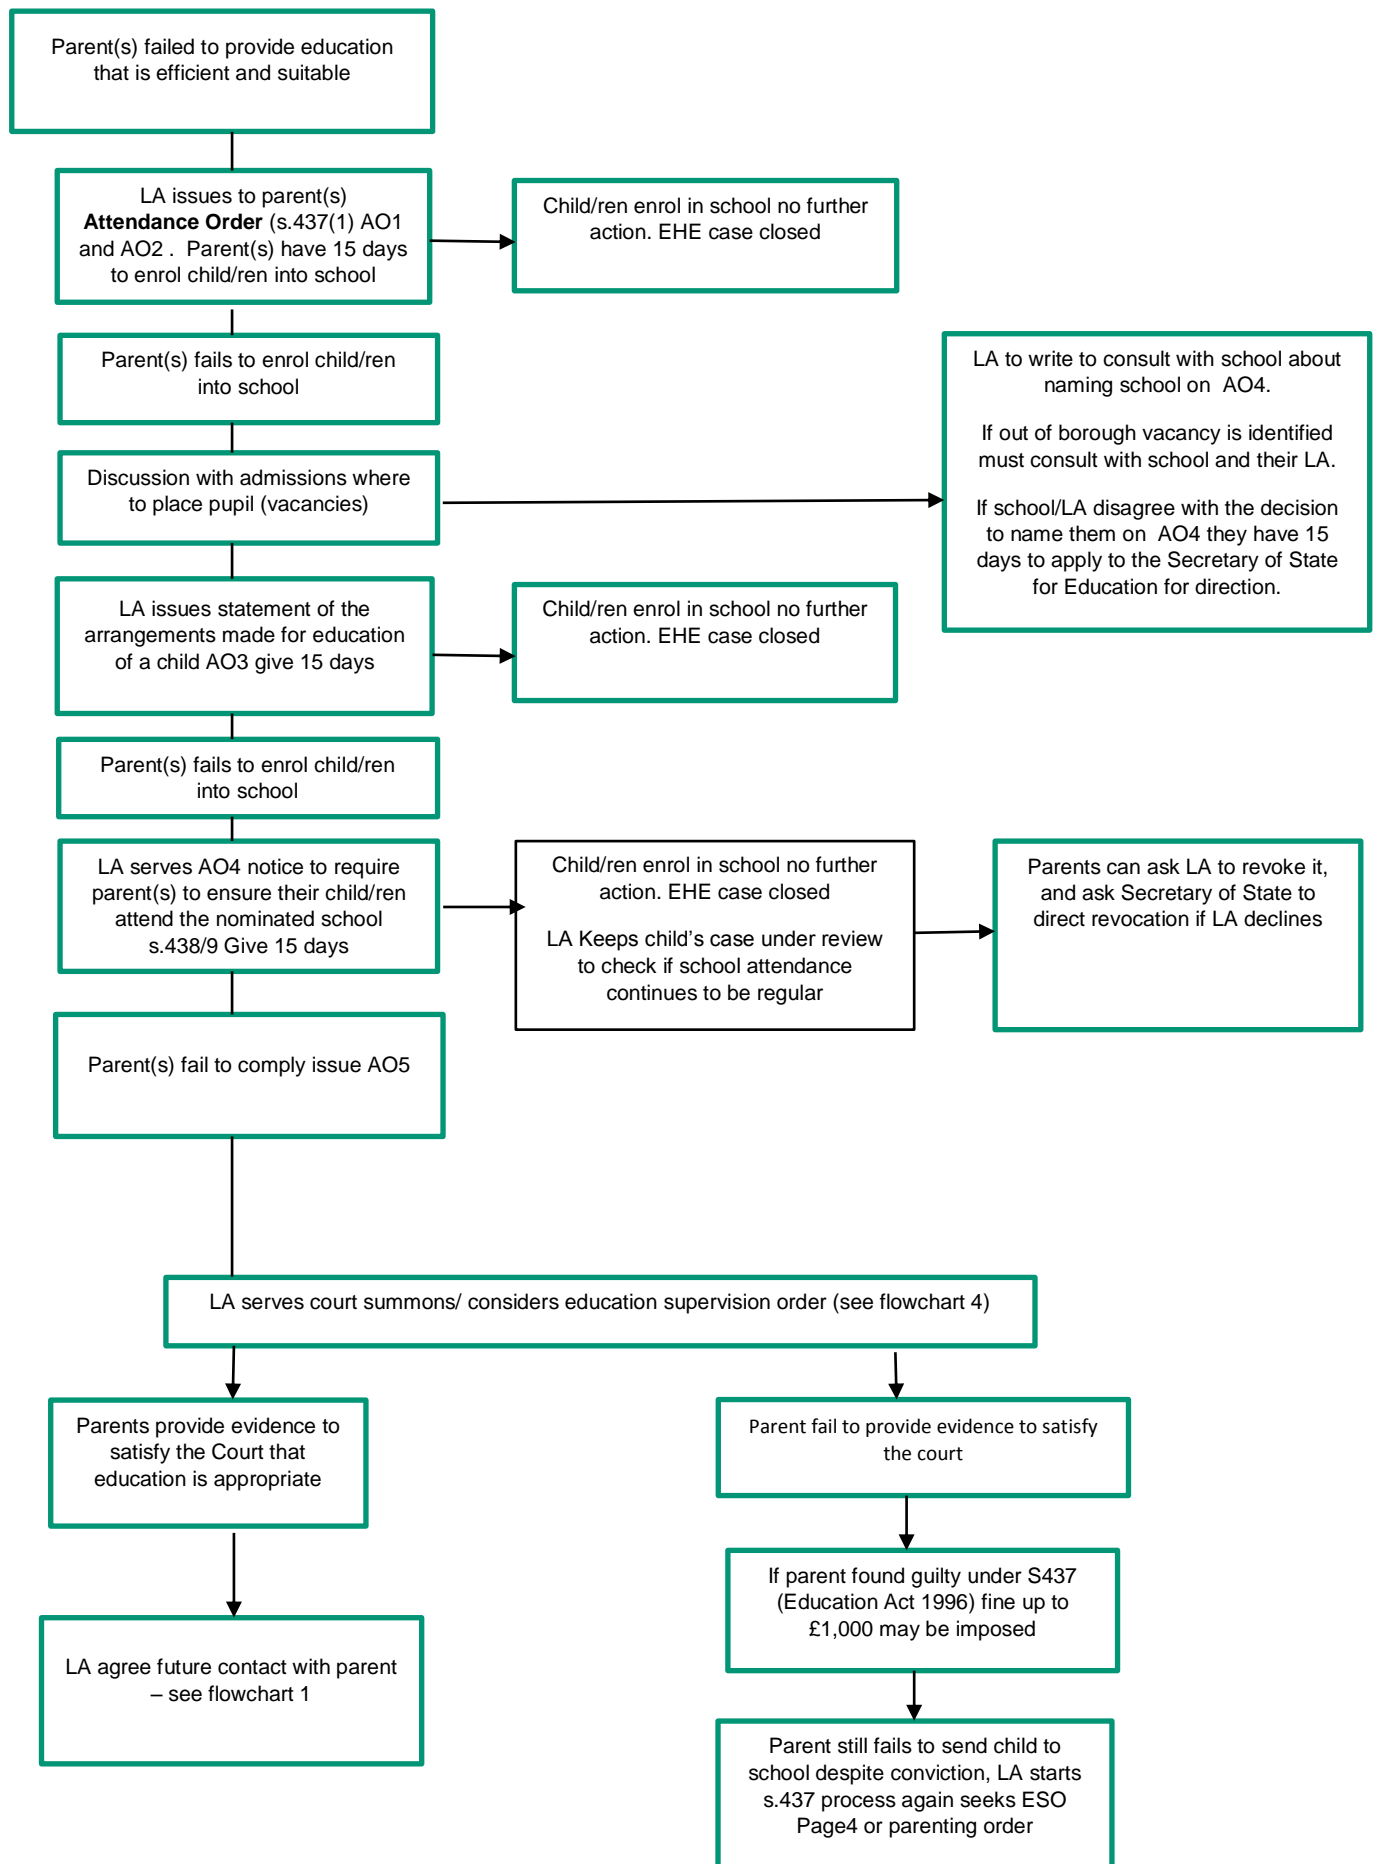 Parent(s) failed to provide education
that is efficient and suitable
LA issues to parent(s)
Attendance Order (s.437(1) AO1
and AO2 .  Parent(s) have 15 days
to enrol child/ren into school
Child/ren enrol in school no further
action. EHE case closed
Parent(s) fails to enrol child/ren
into school
LA to write to consult with school about
naming school on  AO4.
If out of borough vacancy is identified
must consult with school and their LA.
If school/LA disagree with the decision
to name them on  AO4 they have 15
days to apply to the Secretary of State
for Education for direction.
Discussion with admissions where
to place pupil (vacancies)
LA issues statement of the
arrangements made for education
of a child AO3 give 15 days
Child/ren enrol in school no further
action. EHE case closed
Parent(s) fails to enrol child/ren
into school
LA serves AO4 notice to require
parent(s) to ensure their child/ren
attend the nominated school
s.438/9 Give 15 days
Child/ren enrol in school no further
action. EHE case closed
LA Keeps child’s case under review
to check if school attendance
continues to be regular
Parents can ask LA to revoke it,
and ask Secretary of State to
direct revocation if LA declines
Parent(s) fail to comply issue AO5
LA serves court summons/ considers education supervision order (see flowchart 4)
Parents provide evidence to
satisfy the Court that
education is appropriate
Parent fail to provide evidence to satisfy
the court
If parent found guilty under S437
(Education Act 1996) fine up to
£1,000 may be imposed
LA agree future contact with parent
– see flowchart 1
Parent still fails to send child to
school despite conviction, LA starts
s.437 process again seeks ESO
Page4 or parenting order